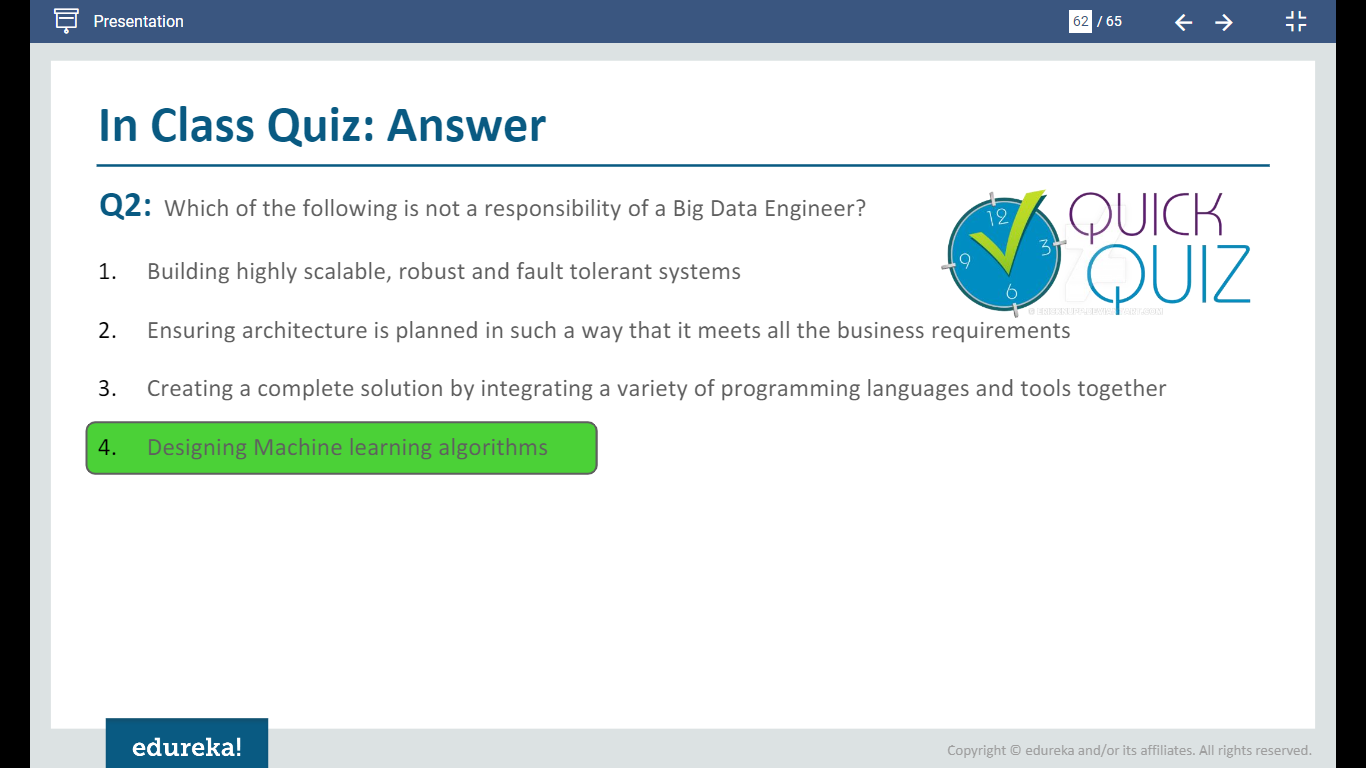 Presentation
62 / 65
In Class Quiz: Answer
Q2: Which of the following is not a responsibility of a Big Data Engineer?
QUICK
QUIZ
12
3
6
9
1. Building highly scalable, robust and fault tolerant systems
2. Ensuring architecture is planned in such a way that it meets all the business requirements
3. Creating a complete solution by integrating a variety of programming languages and tools together
4. Designing Machine learning algorithms
edureka!
Copyright © edureka and/or its affiliates. All rights reserved.